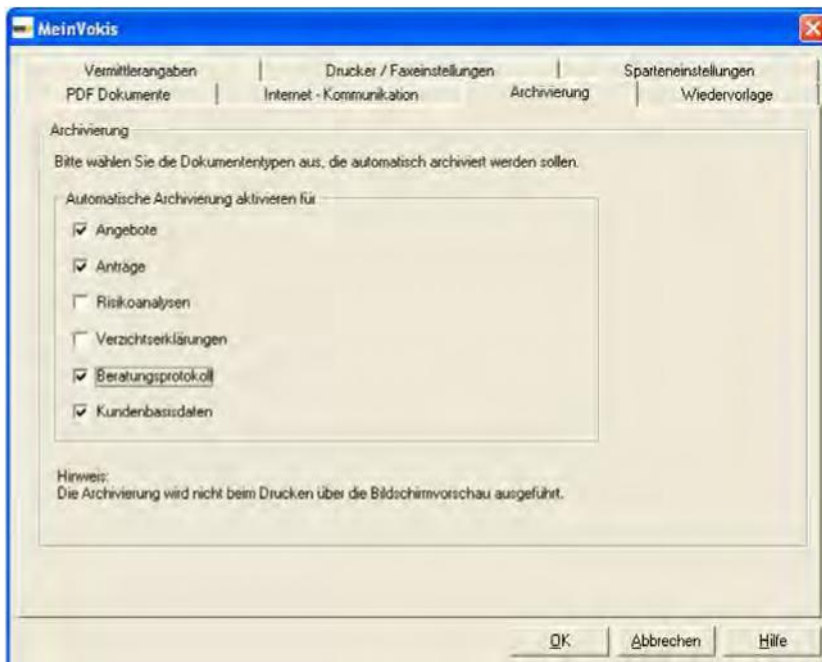 MeinVokis
Vermittlerangaben
Drucker / Faxeinstellungen
Sparteneinstellungen
PDF Dokumente
Internet - Kommunikation
Archivierung
Wiedervorlage
Archivierung
Bitte wählen Sie die Dokumententypen aus, die automatisch archiviert werden sollen.
Automatische Archivierung aktivieren für
Angebote
Anträge
Risikoanalysen
Verzichtserklärungen
Beratungsprotokoll
Kundenbasisdaten
Hinweis:
Die Archivierung wird nicht beim Drucken über die Bildschirmvorschau ausgeführt.
OK
Abbrechen
Hilfe